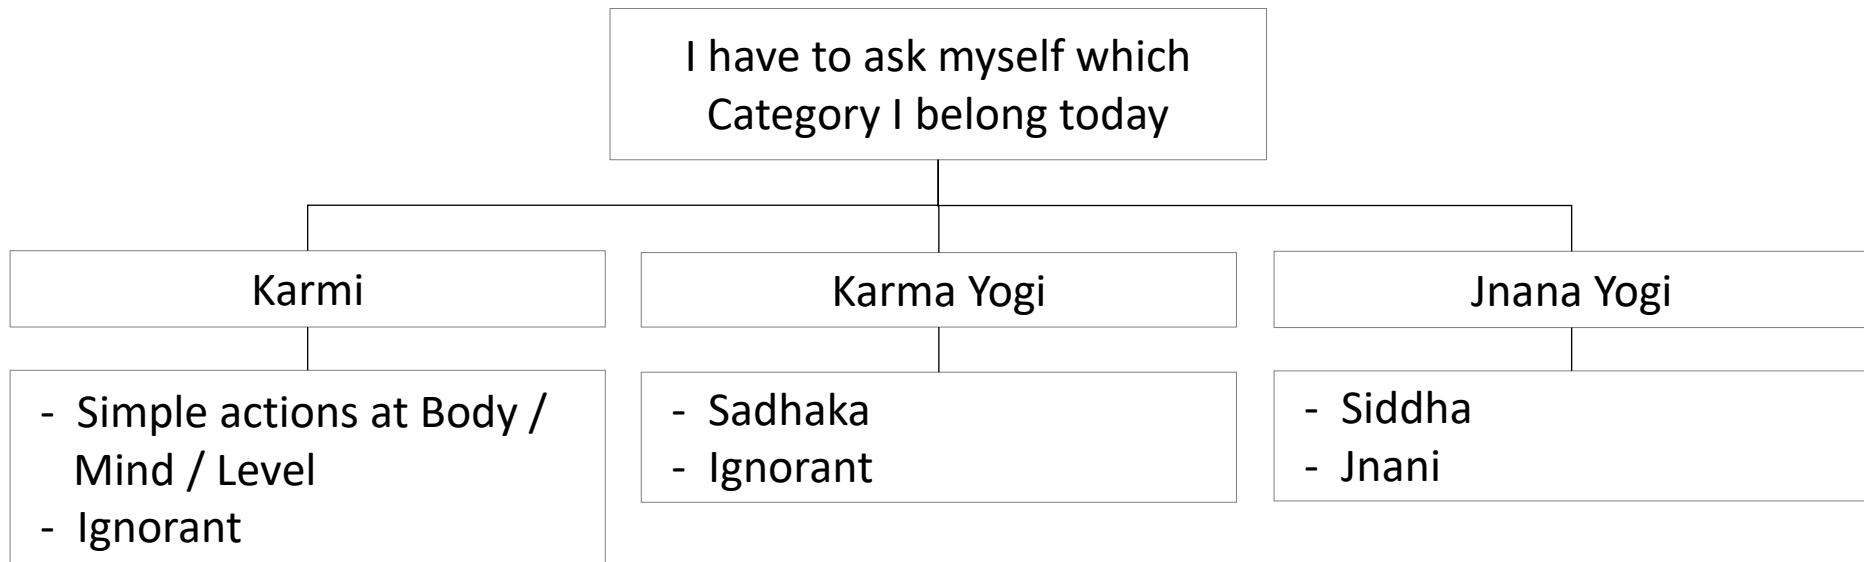 I have to ask myself which
Category I belong today
Karmi
Karma Yogi
Jnana Yogi
- Simple actions at Body /
Mind / Level
- Ignorant
- Sadhaka
- Ignorant
- Siddha
- Jnani